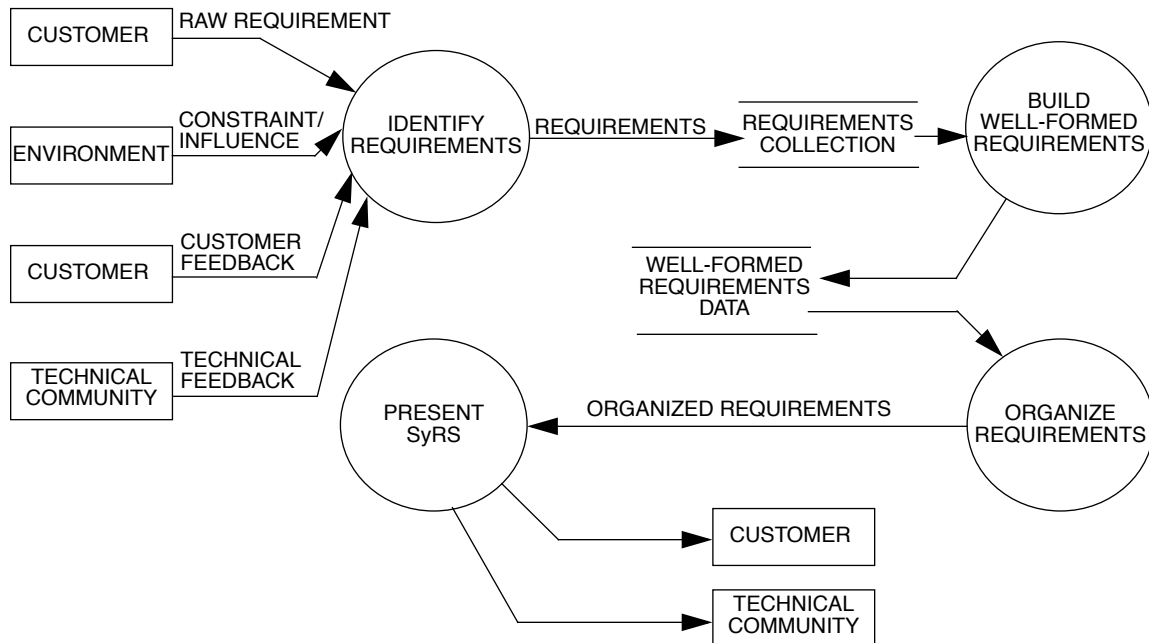 CUSTOMER
RAW REQUIREMENT
ENVIRONMENT
CONSTRAINT/
INFLUENCE
CUSTOMER
CUSTOMER
FEEDBACK
TECHNICAL
COMMUNITY
TECHNICAL
FEEDBACK
IDENTIFY
REQUIREMENTS
REQUIREMENTS
REQUIREMENTS
COLLECTION
BUILD
WELL-FORMED
REQUIREMENTS
WELL-FORMED
REQUIREMENTS
DATA
ORGANIZE
REQUIREMENTS
ORGANIZED REQUIREMENTS
PRESENT
SyRS
CUSTOMER
TECHNICAL
COMMUNITY